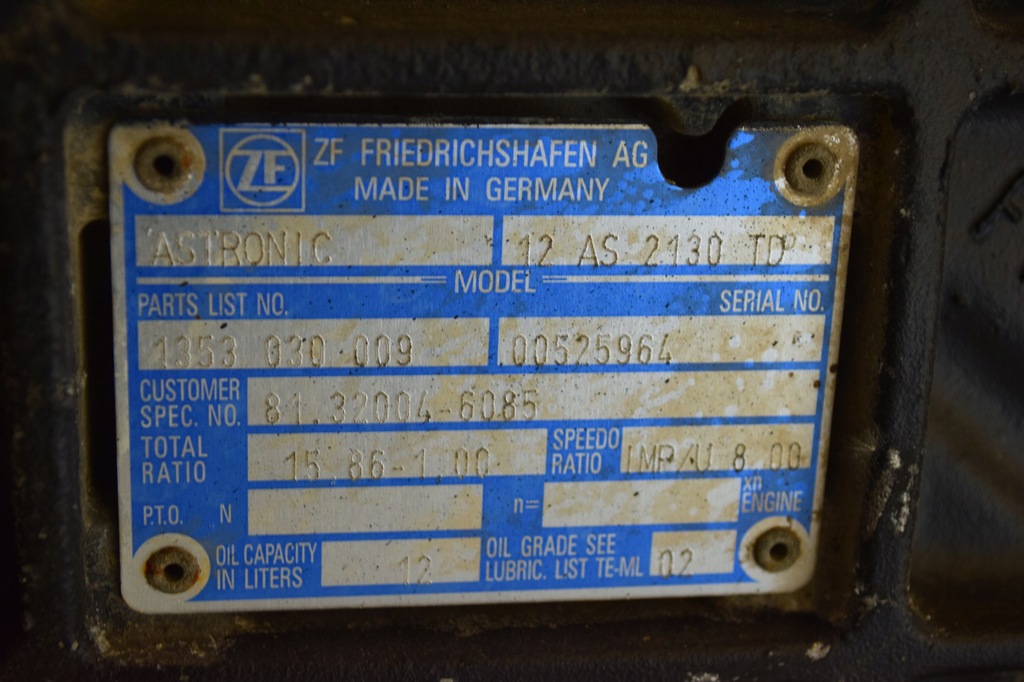 ZF ZF FRIEDRICHSHAFEN AG
MADE IN GERMANY
ASTRONIC 12 AS 2130 TD
MODEL
PARTS LIST NO. SERIAL NO.
1353 030 009 00525964
CUSTOMER SPEC. NO. 81.32004-6085
TOTAL RATIO 15.86-1,00 SPEEDO RATIO IMP/U 8.00
P.T.O. N n= xn ENGINE
OIL CAPACITY IN LITERS 12 OIL GRADE SEE LUBRIC. LIST TE-ML 02